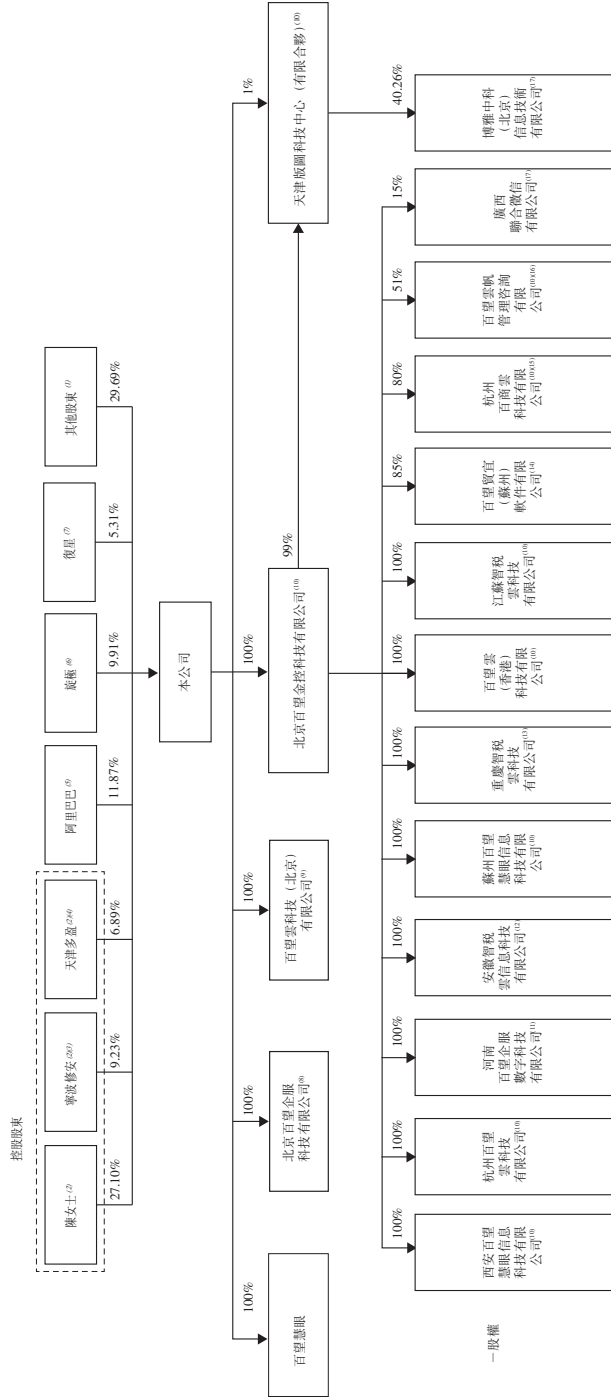 控股股東
陳女士 (2)
寧波修安 (2)(3)
天津多盈 (2)(4)
阿里巴巴 (5)
旋極 (6)
復星 (7)
其他股東 (1)
27.10%
9.23%
6.89%
11.87%
9.91%
5.31%
29.69%
本公司
100%
100%
100%
100%
1%
百望慧眼
北京百望企服
科技有限公司(8)
百望雲科技（北京）
有限公司(9)
北京百望金控科技有限公司(10)
99%
天津版圖科技中心（有限合夥）(10)
100%
100%
100%
100%
100%
100%
100%
100%
85%
80%
51%
15%
40.26%
西安百望
慧眼信息
科技有限
公司(10)
杭州百望
雲科技
有限公司(10)
河南
百望企服
數字科技
有限公司(11)
安徽智税
雲信息科技
有限公司(12)
蘇州百望
慧眼信息
科技有限
公司(10)
重慶智税
雲科技
有限公司(13)
百望雲
（香港）
科技有限
公司(10)
江蘇智税
雲科技
有限公司(10)
百望貿宜
（蘇州）
軟件有限
公司(14)
杭州
百商雲
科技有限
公司(10)(15)
百望雲帆
管理咨詢
有限
公司(10)(16)
廣西
聯合徵信
有限公司(17)
博雅中科
（北京）
信息技術
有限公司(17)
一股權